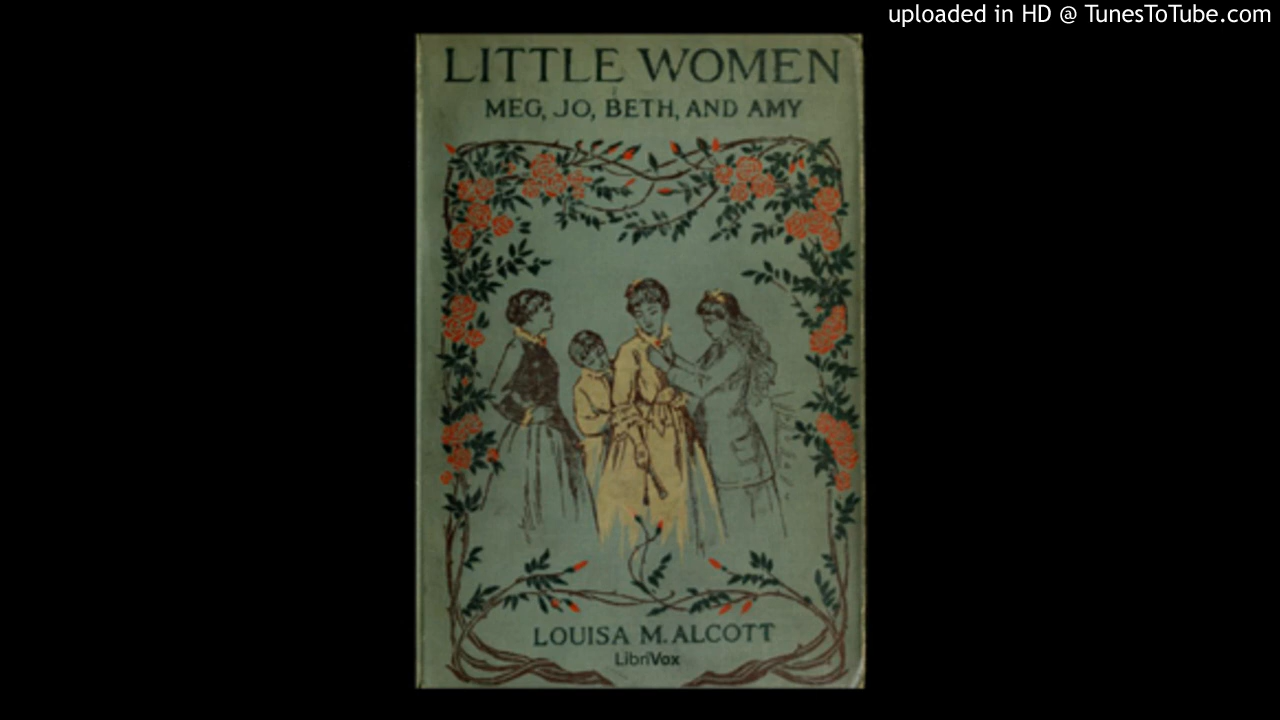 uploaded in HD @ TunesToTube.com
LITTLE WOMEN
MEG, JO, BETH, AND AMY
LOUISA M. ALCOTT
LibriVox